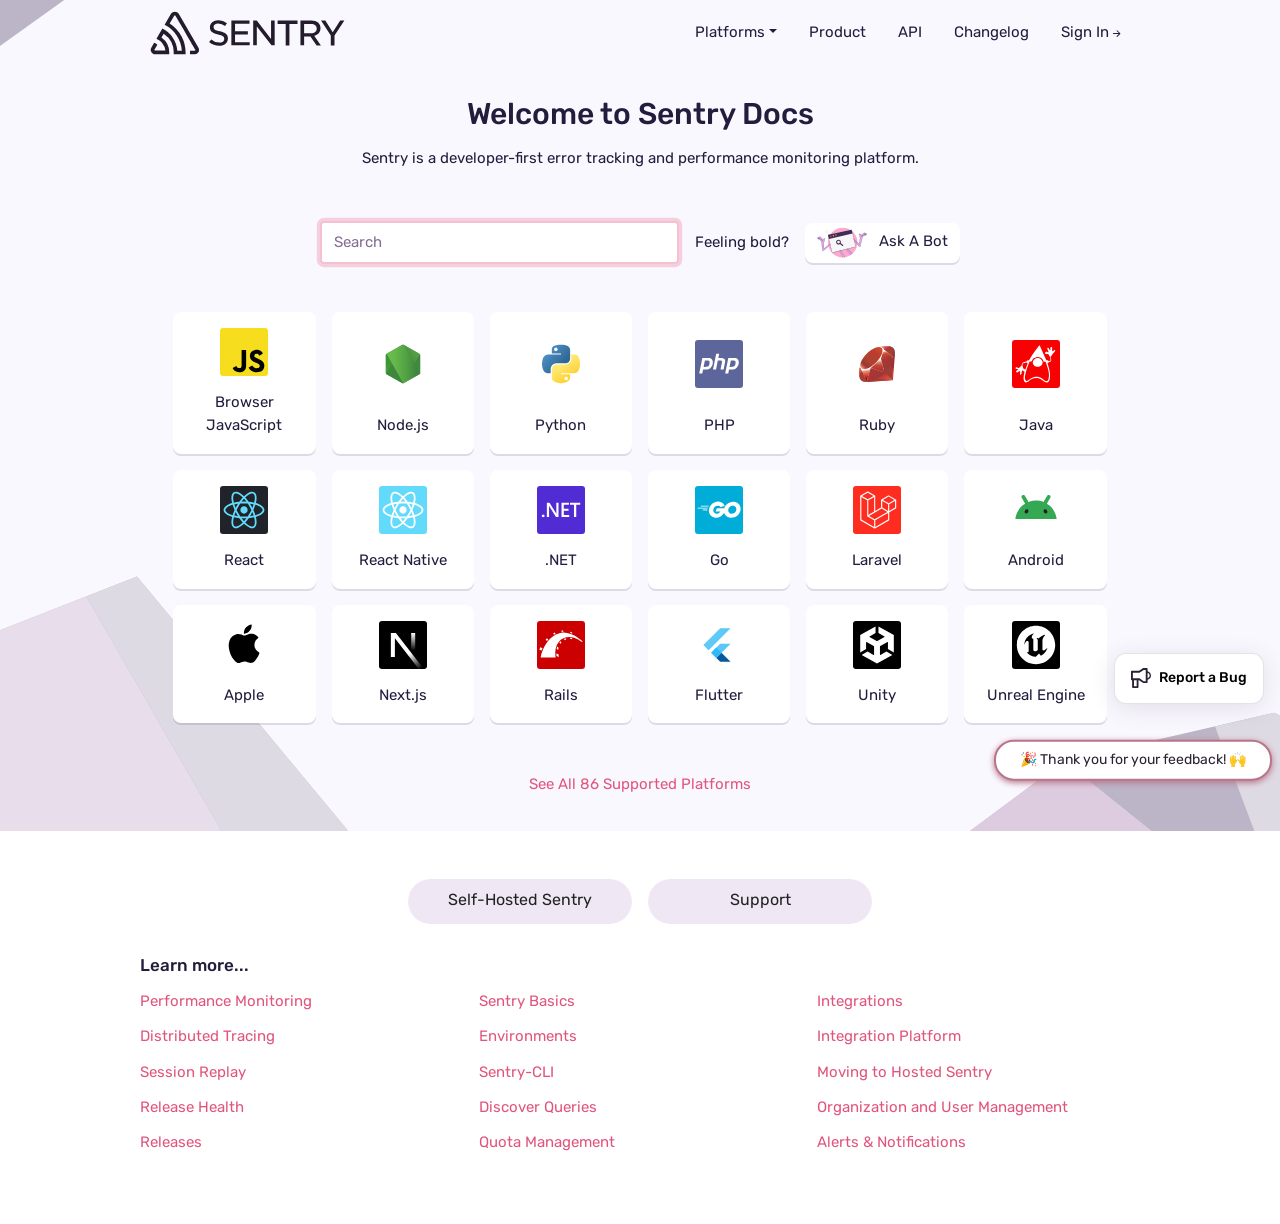 SENTRY
Platforms
Product
API
Changelog
Sign In →
Welcome to Sentry Docs
Sentry is a developer-first error tracking and performance monitoring platform.
Search
Feeling bold?
Ask A Bot
JS
php
Browser
JavaScript
Node.js
Python
PHP
Ruby
Java
.NET
GO
React
React Native
.NET
Go
Laravel
Android
N
Apple
Next.js
Rails
Flutter
Unity
Unreal Engine
Report a Bug
🎉 Thank you for your feedback! 🙌
See All 86 Supported Platforms
Self-Hosted Sentry
Support
Learn more...
Performance Monitoring
Distributed Tracing
Session Replay
Release Health
Releases
Sentry Basics
Environments
Sentry-CLI
Discover Queries
Quota Management
Integrations
Integration Platform
Moving to Hosted Sentry
Organization and User Management
Alerts & Notifications